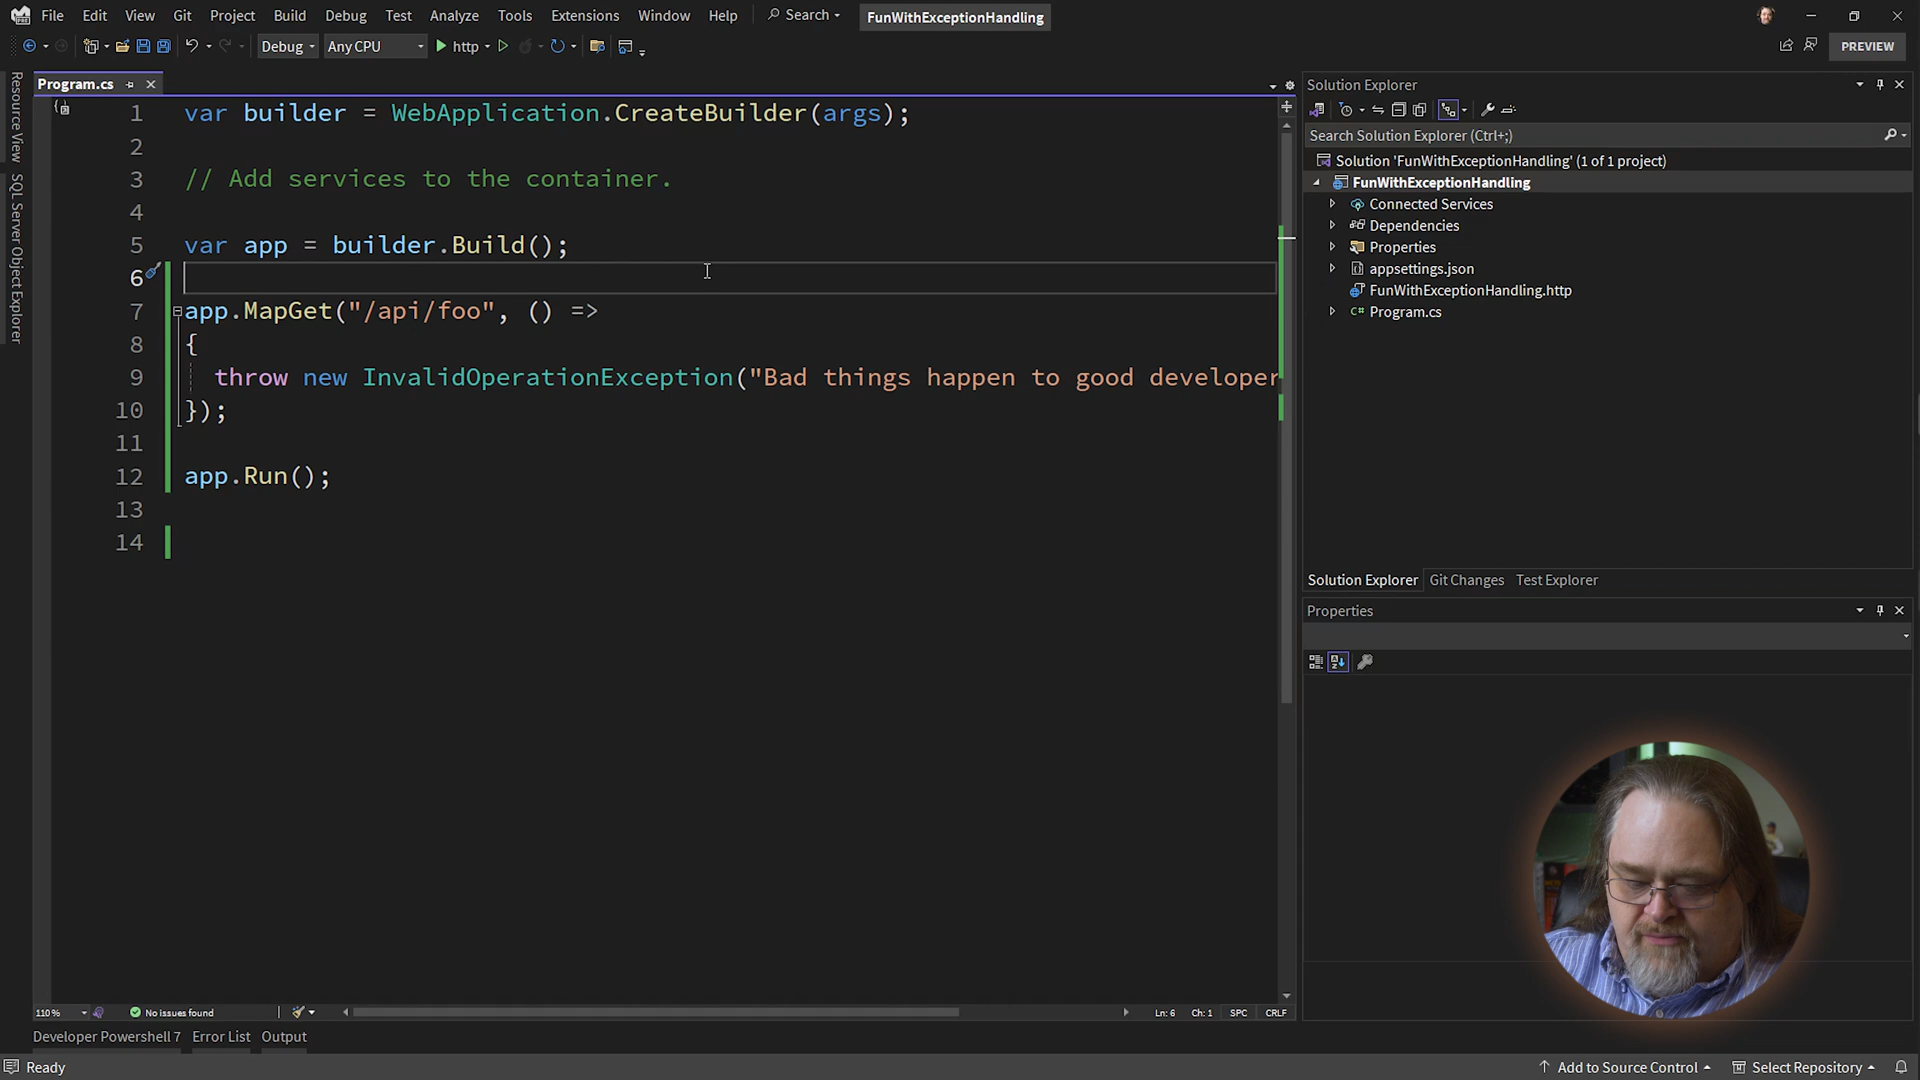 File Edit View Git Project Build Debug Test Analyze Tools Extensions Window Help Search FunWithExceptionHandling
Debug Any CPU http PREVIEW
Resource View
SQL Server Object Explorer
Program.cs
1 var builder = WebApplication.CreateBuilder(args);
2
3 // Add services to the container.
4
5 var app = builder.Build();
6
7 app.MapGet("/api/foo", () =>
8 {
9 throw new InvalidOperationException("Bad things happen to good developer
10 });
11
12 app.Run();
13
14
110 % No issues found Ln: 6 Ch: 1 SPC CRLF
Developer Powershell 7 Error List Output
Ready
Solution Explorer
Search Solution Explorer (Ctrl+;)
Solution 'FunWithExceptionHandling' (1 of 1 project)
FunWithExceptionHandling
Connected Services
Dependencies
Properties
appsettings.json
FunWithExceptionHandling.http
C# Program.cs
Solution Explorer Git Changes Test Explorer
Properties
Add to Source Control Select Repository